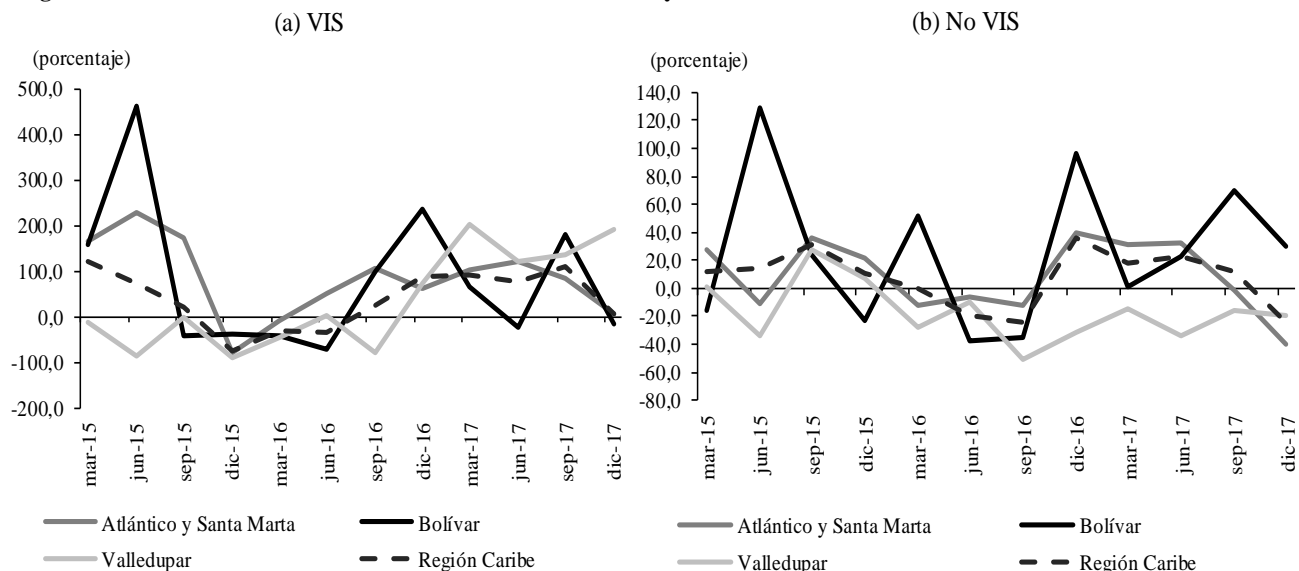 (a) VIS
(porcentaje)
500,0
400,0
300,0
200,0
100,0
0,0
-100,0
-200,0
mar-15
jun-15
sep-15
dic-15
mar-16
jun-16
sep-16
dic-16
mar-17
jun-17
sep-17
dic-17
Atlántico y Santa Marta
Bolívar
Valledupar
Región Caribe
(b) No VIS
(porcentaje)
140,0
120,0
100,0
80,0
60,0
40,0
20,0
0,0
-20,0
-40,0
-60,0
-80,0
mar-15
jun-15
sep-15
dic-15
mar-16
jun-16
sep-16
dic-16
mar-17
jun-17
sep-17
dic-17
Atlántico y Santa Marta
Bolívar
Valledupar
Región Caribe